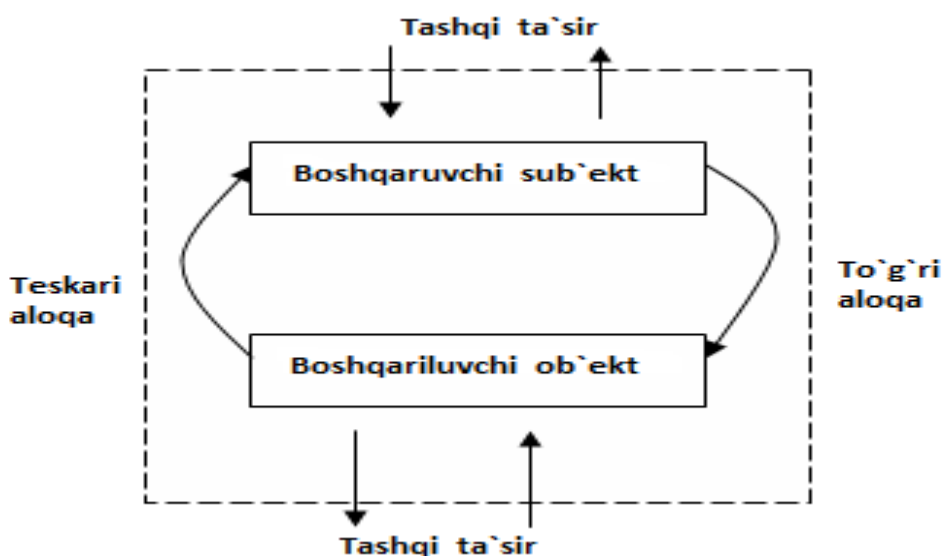 Tashqi ta`sir
Boshqaruvchi sub`ekt
Teskari
aloqa
To`g`ri
aloqa
Boshqariluvchi ob`ekt
Tashqi ta`sir